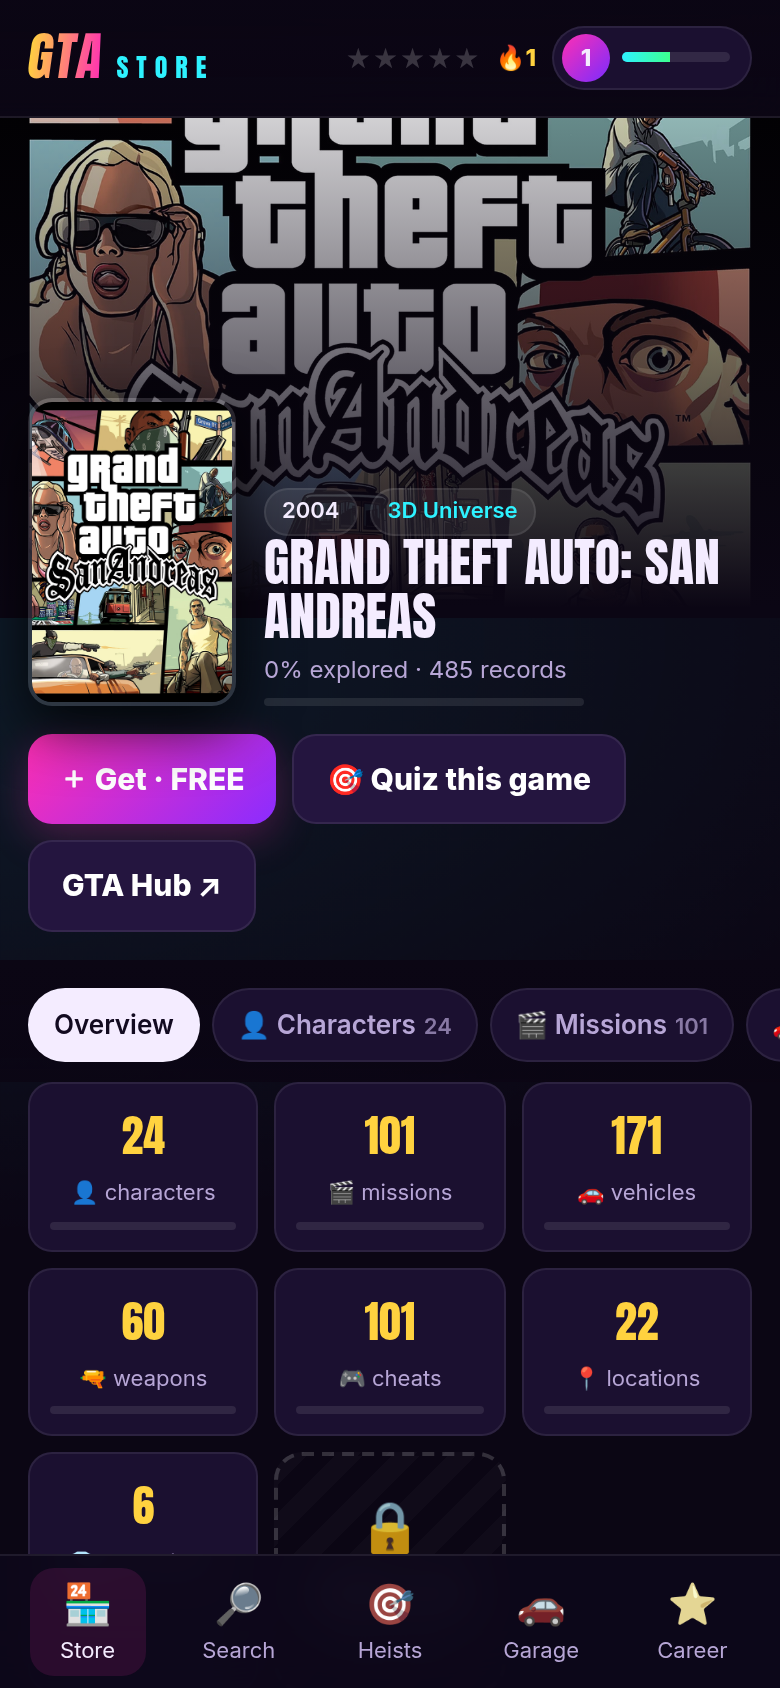 GTA STORE
★★★★★ 🔥1 1
grand
theft
auto
San Andreas ™
grand
theft
auto
San Andreas
2004 3D Universe
GRAND THEFT AUTO: SAN
ANDREAS
0% explored · 485 records
+ Get · FREE
🎯 Quiz this game
GTA Hub ↗
Overview 👤 Characters 24 🎬 Missions 101
24
👤 characters
101
🎬 missions
171
🚗 vehicles
60
🔫 weapons
101
🎮 cheats
22
📍 locations
6
Store
Search
Heists
Garage
Career